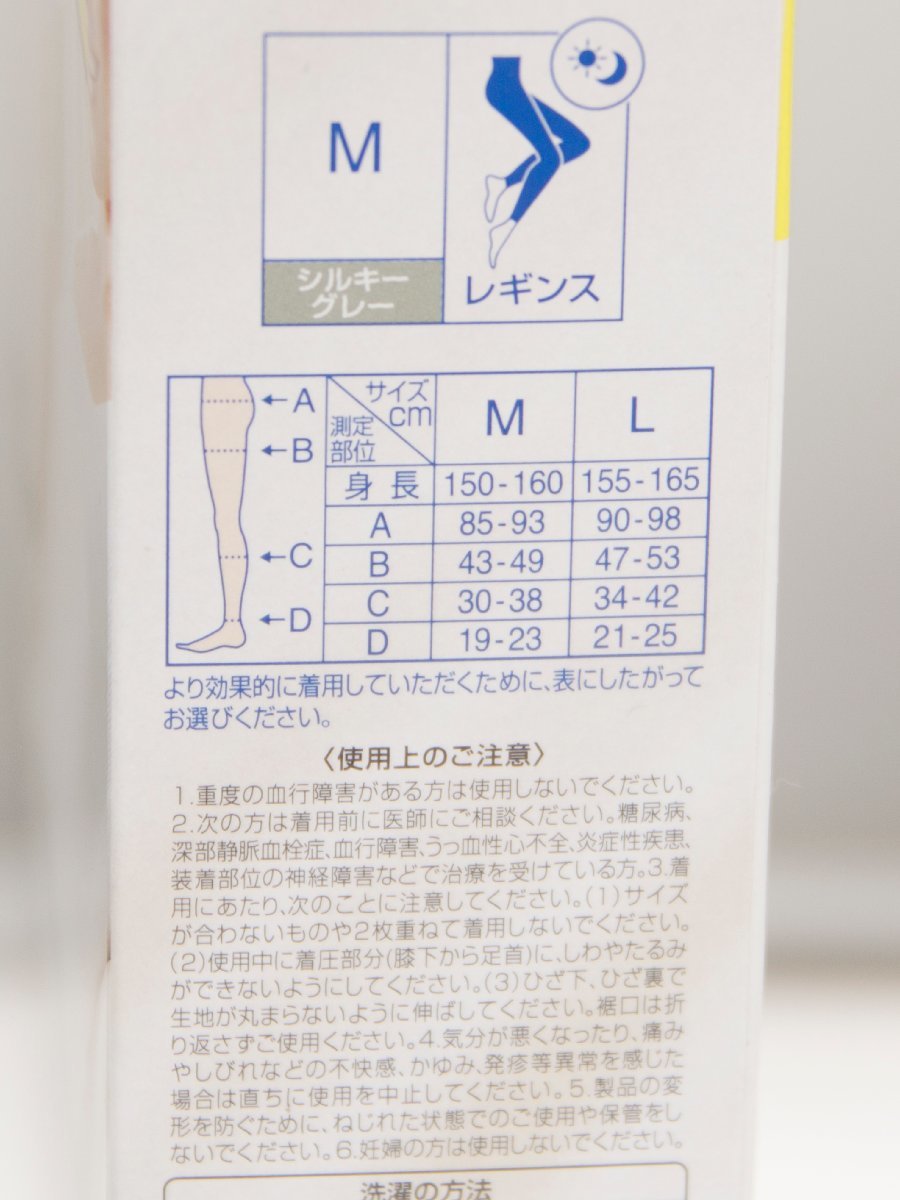 M
シルキー
グレー
レギンス
A
B
C
D
サイズ
cm
測定
部位
M L
身長 150-160 155-165
A 85-93 90-98
B 43-49 47-53
C 30-38 34-42
D 19-23 21-25
より効果的に着用していただくために、表にしたがって
お選びください。
〈使用上のご注意〉
1.重度の血行障害がある方は使用しないでください。
2.次の方は着用前に医師にご相談ください。糖尿病、
深部静脈血栓症、血行障害、うっ血性心不全、炎症性疾患、
装着部位の神経障害などで治療を受けている方。3.着
用にあたり、次のことに注意してください。(1)サイズ
が合わないものや2枚重ねて着用しないでください。
(2)使用中に着圧部分(膝下から足首)に、しわやたるみ
ができないようにしてください。(3)ひざ下、ひざ裏で
生地が丸まらないように伸ばしてください。裾口は折
り返さずご使用ください。4.気分が悪くなったり、痛み
やしびれなどの不快感、かゆみ、発疹等異常を感じた
場合は直ちに使用を中止してください。5.製品の変
形を防ぐために、ねじれた状態でのご使用や保管をし
ないでください。6.妊婦の方は使用しないでください。
洗濯の方法